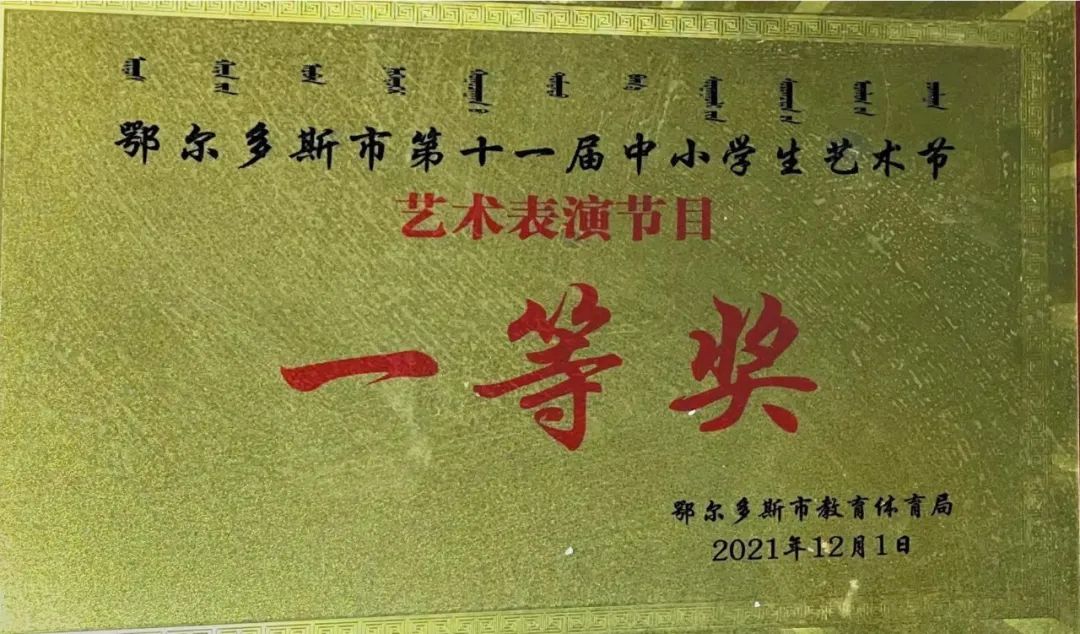 鄂尔多斯市第十一届中小学生艺术节
艺术表演节目
一等奖
鄂尔多斯市教育体育局
2021年12月1日